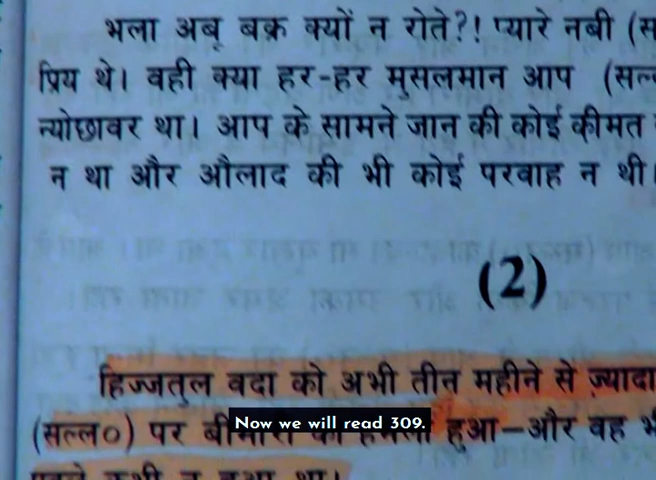 भला अबू बक्र क्यों न रोते?! प्यारे नबी (स
प्रिय थे। वही क्या हर-हर मुसलमान आप (सल्ल
न्योछावर था। आप के सामने जान की कोई कीमत
न था और औलाद की भी कोई परवाह न थी।
(2)
हिज्जतुल वदा को अभी तीन महीने से ज़्यादा
(सल्ल०) पर बीमारी का हमला हुआ—और वह भ
Now we will read 309.
कभी न हुआ था।